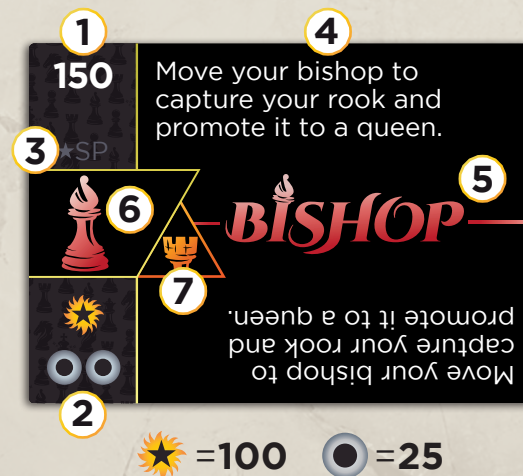 1
4
150
Move your bishop to
capture your rook and
promote it to a queen.
3
★SP
5
6
BISHOP
7
Move your bishop to
capture your rook and
promote it to a queen.
2
=100
=25